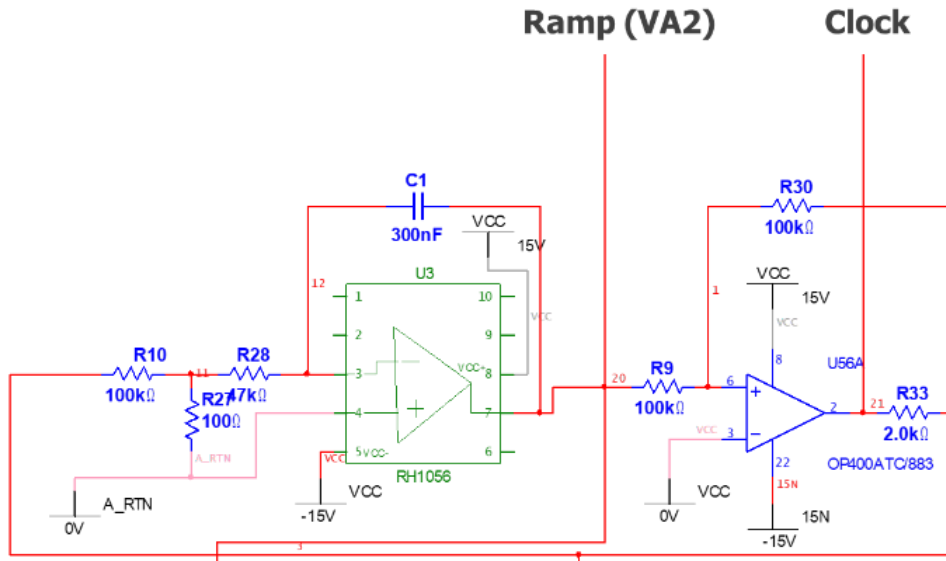 Ramp (VA2) Clock
C1
300nF
VCC
15V
R30
100kΩ
12
U3
1
VCC
15V
VCC
1 10
2 9
VCC
3 VCC+ 8
4 7
5 VCC- 6
RH1056
R10
100kΩ
11
R28
47kΩ
R27
100Ω
A_RTN
A_RTN
0V
VCC
VCC
-15V
20
R9
100kΩ
VCC
VCC
0V
8
U56A
6
3
2
22
21
R33
2.0kΩ
OP400ATC/883
15N
15N
-15V
3